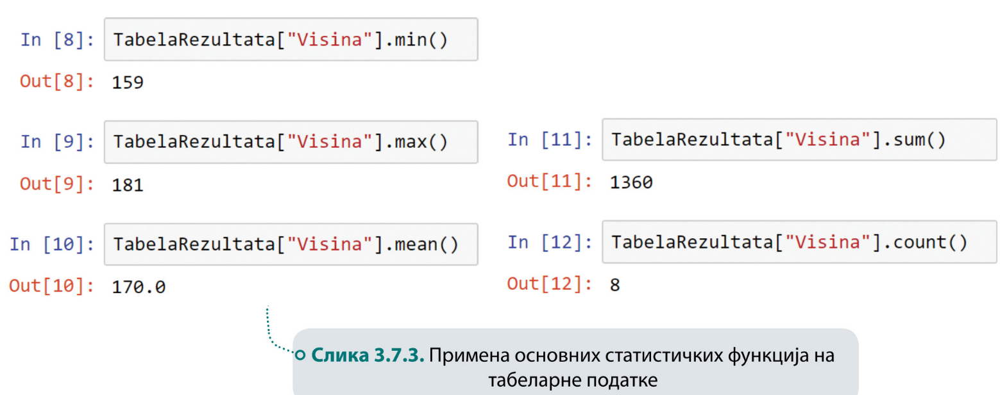 In [8]: TabelaRezultata["Visina"].min()
Out[8]: 159
In [9]: TabelaRezultata["Visina"].max()
Out[9]: 181
In [10]: TabelaRezultata["Visina"].mean()
Out[10]: 170.0
In [11]: TabelaRezultata["Visina"].sum()
Out[11]: 1360
In [12]: TabelaRezultata["Visina"].count()
Out[12]: 8
Слика 3.7.3. Примена основних статистичких функција на
табеларне податке